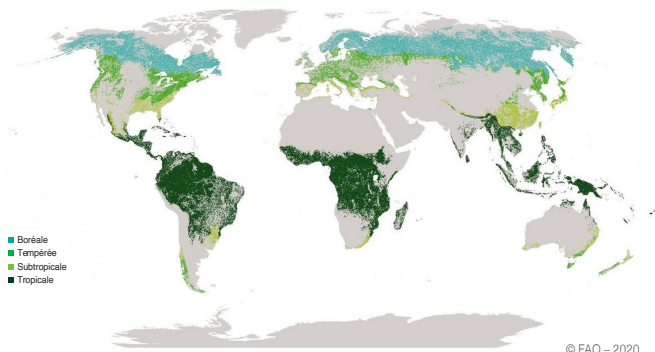 Boréale
Tempérée
Subtropicale
Tropicale
© FAO – 2020